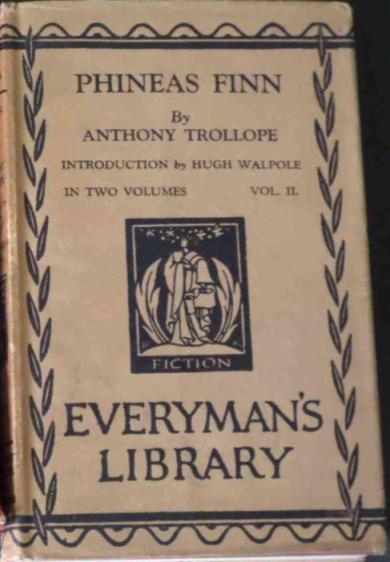 PHINEAS FINN
By
ANTHONY TROLLOPE
INTRODUCTION by HUGH WALPOLE
IN TWO VOLUMES VOL. II.
FICTION
EVERYMAN'S
LIBRARY